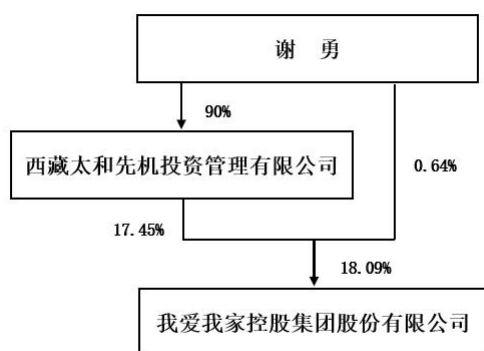 谢 勇
90%
西藏太和先机投资管理有限公司
0.64%
17.45%
18.09%
我爱我家控股集团股份有限公司